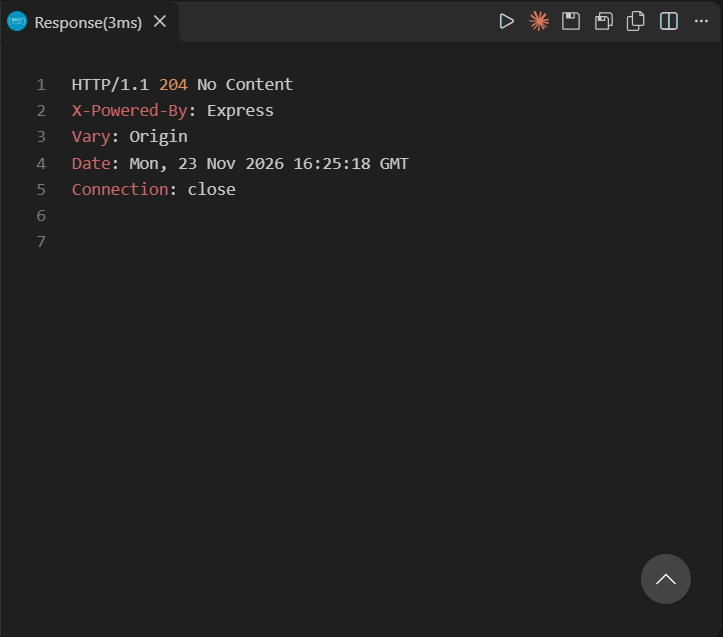 Response(3ms)
1 HTTP/1.1 204 No Content
2 X-Powered-By: Express
3 Vary: Origin
4 Date: Mon, 23 Nov 2026 16:25:18 GMT
5 Connection: close
6
7